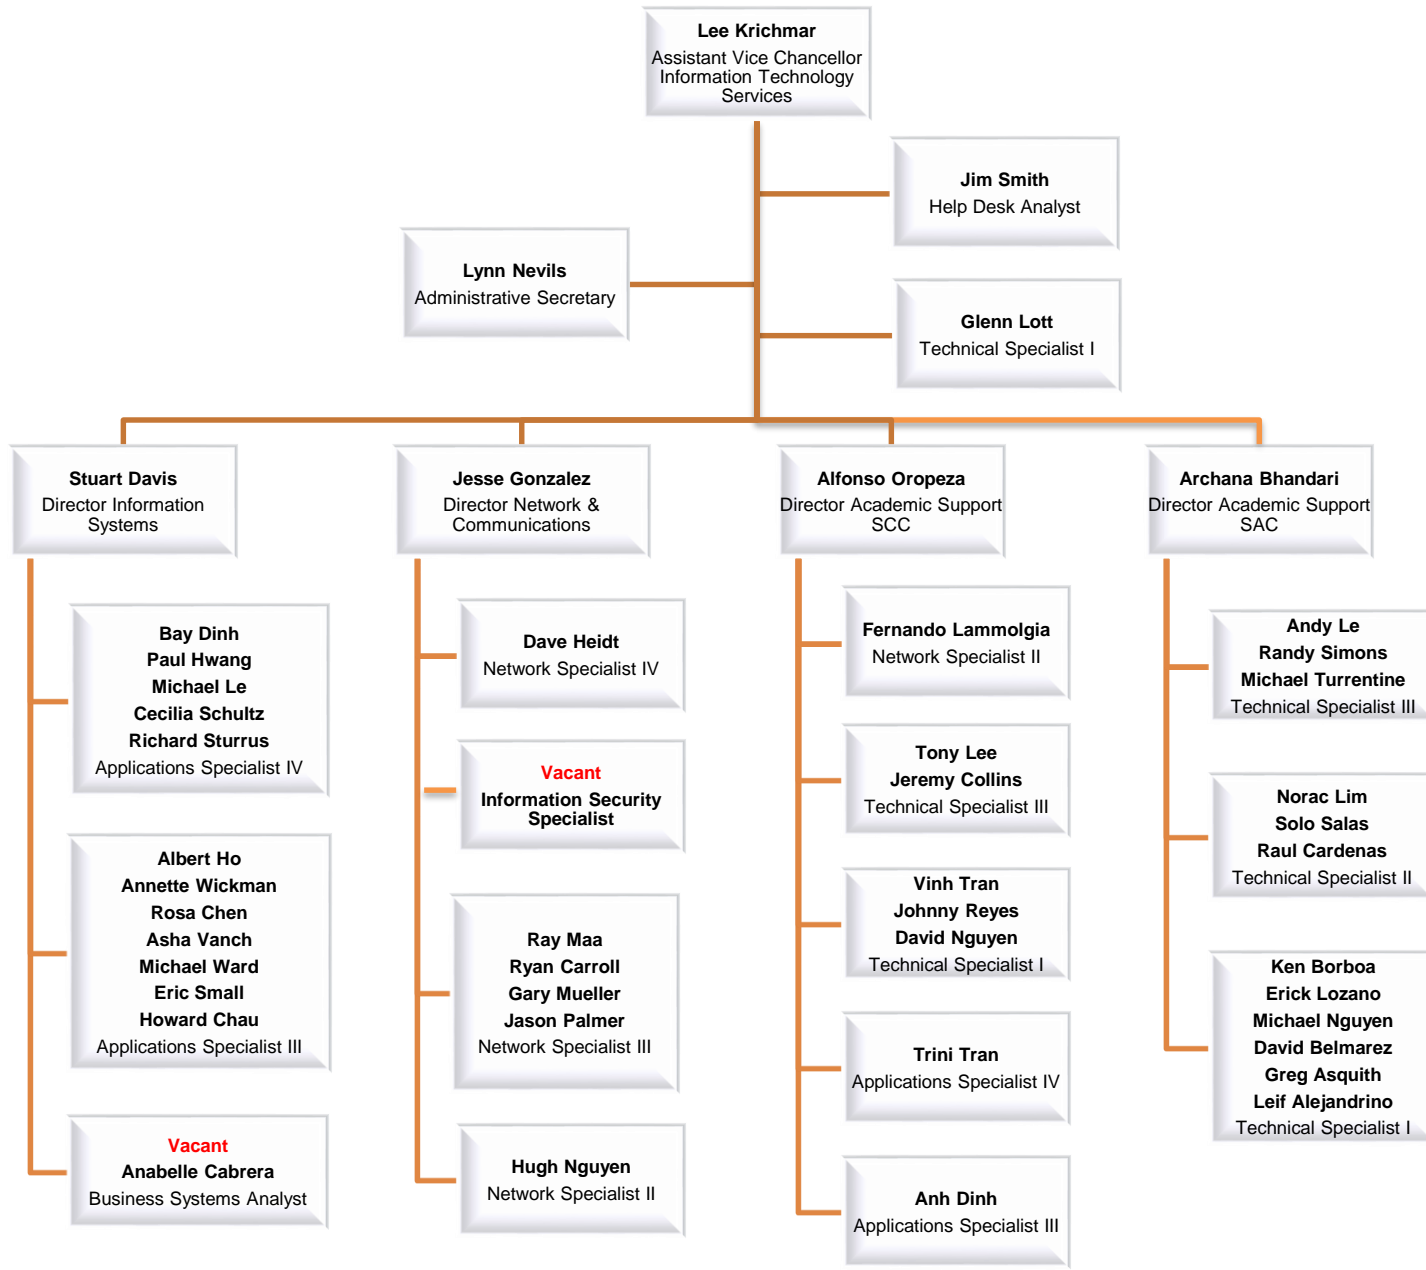 Lee Krichmar
Assistant Vice Chancellor
Information Technology
Services
Jim Smith
Help Desk Analyst
Lynn Nevils
Administrative Secretary
Glenn Lott
Technical Specialist I
Stuart Davis
Director Information
Systems
Jesse Gonzalez
Director Network &
Communications
Alfonso Oropeza
Director Academic Support
SCC
Archana Bhandari
Director Academic Support
SAC
Bay Dinh
Paul Hwang
Michael Le
Cecilia Schultz
Richard Sturrus
Applications Specialist IV
Albert Ho
Annette Wickman
Rosa Chen
Asha Vanch
Michael Ward
Eric Small
Howard Chau
Applications Specialist III
Vacant
Anabelle Cabrera
Business Systems Analyst
Dave Heidt
Network Specialist IV
Vacant
Information Security
Specialist
Ray Maa
Ryan Carroll
Gary Mueller
Jason Palmer
Network Specialist III
Hugh Nguyen
Network Specialist II
Fernando Lammolgia
Network Specialist II
Tony Lee
Jeremy Collins
Technical Specialist III
Vinh Tran
Johnny Reyes
David Nguyen
Technical Specialist I
Trini Tran
Applications Specialist IV
Anh Dinh
Applications Specialist III
Andy Le
Randy Simons
Michael Turrentine
Technical Specialist III
Norac Lim
Solo Salas
Raul Cardenas
Technical Specialist II
Ken Borboa
Erick Lozano
Michael Nguyen
David Belmarez
Greg Asquith
Leif Alejandrino
Technical Specialist I